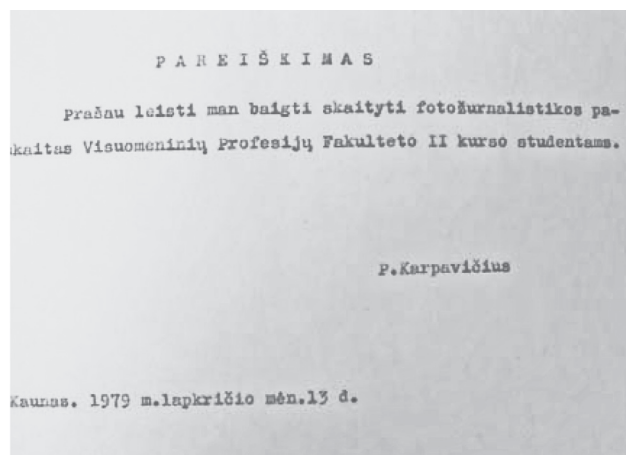 P A R E I Š K I M A S
Prašau leisti man baigti skaityti fotožurnalistikos pa-
skaitas Visuomeninių Profesijų Fakulteto II kurso studentams.
P.Karpavičius
Kaunas. 1979 m.lapkričio mėn.13 d.